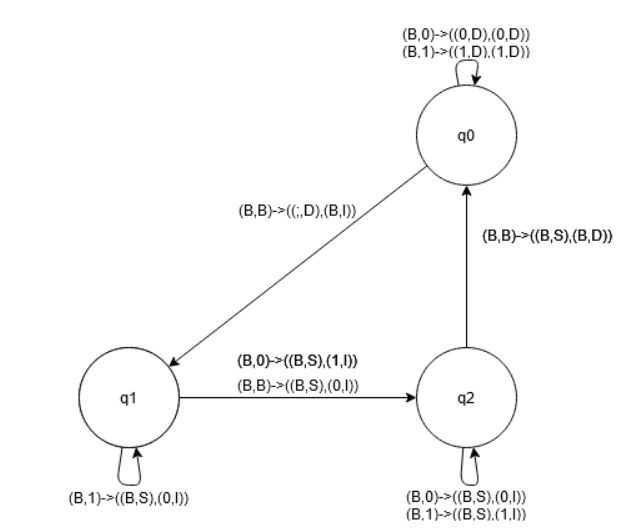 (B,0)->((0,D),(0,D))
(B,1)->((1,D),(1,D))
q0
(B,B)->((;,D),(B,I))
(B,B)->((B,S),(B,D))
(B,0)->((B,S),(1,I))
(B,B)->((B,S),(0,I))
q1
q2
(B,1)->((B,S),(0,I))
(B,0)->((B,S),(0,I))
(B,1)->((B,S),(1,I))